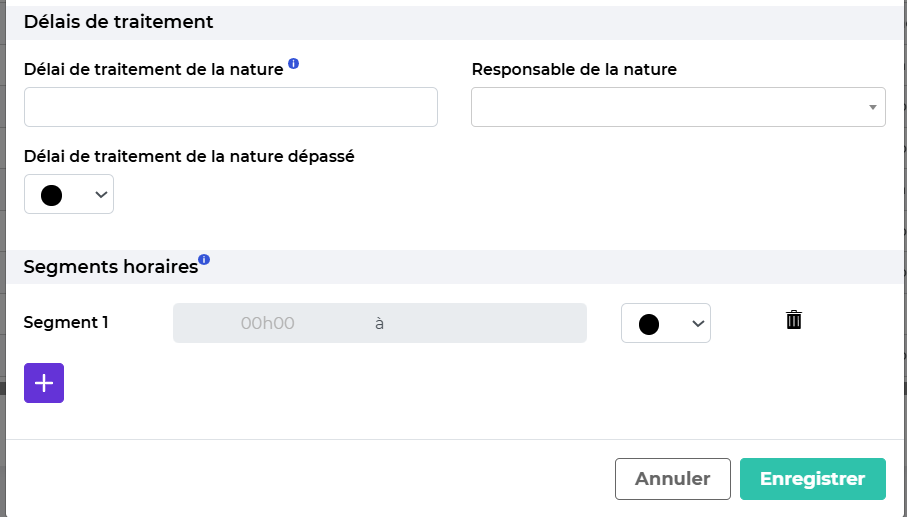 Délais de traitement
Délai de traitement de la nature i
Responsable de la nature
Délai de traitement de la nature dépassé
Segments horaires i
Segment 1 00h00 à
Annuler Enregistrer